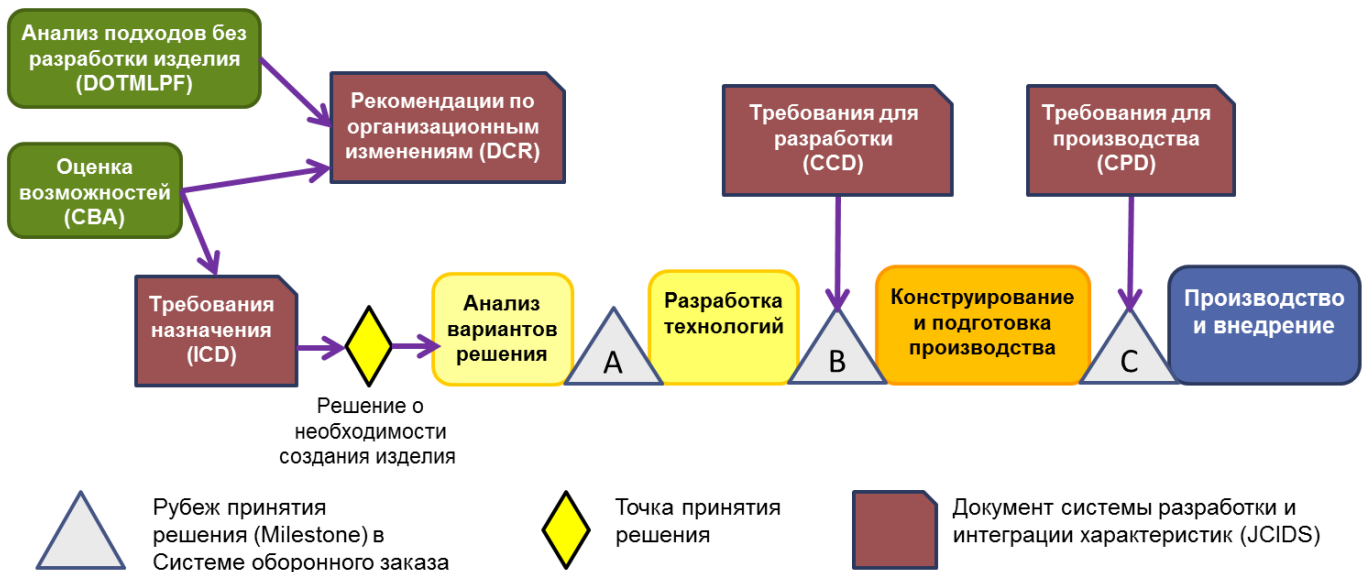 Анализ подходов без
разработки изделия
(DOTMLPF)
Оценка
возможностей
(CBA)
Рекомендации по
организационным
изменениям (DCR)
Требования для
разработки
(CCD)
Требования для
производства
(CPD)
Требования
назначения
(ICD)
Решение о
необходимости
создания изделия
Анализ
вариантов
решения
A
Разработка
технологий
B
Конструирование
и подготовка
производства
C
Производство
и внедрение
Рубеж принятия
решения (Milestone) в
Системе оборонного заказа
Точка принятия
решения
Документ системы разработки и
интеграции характеристик (JCIDS)